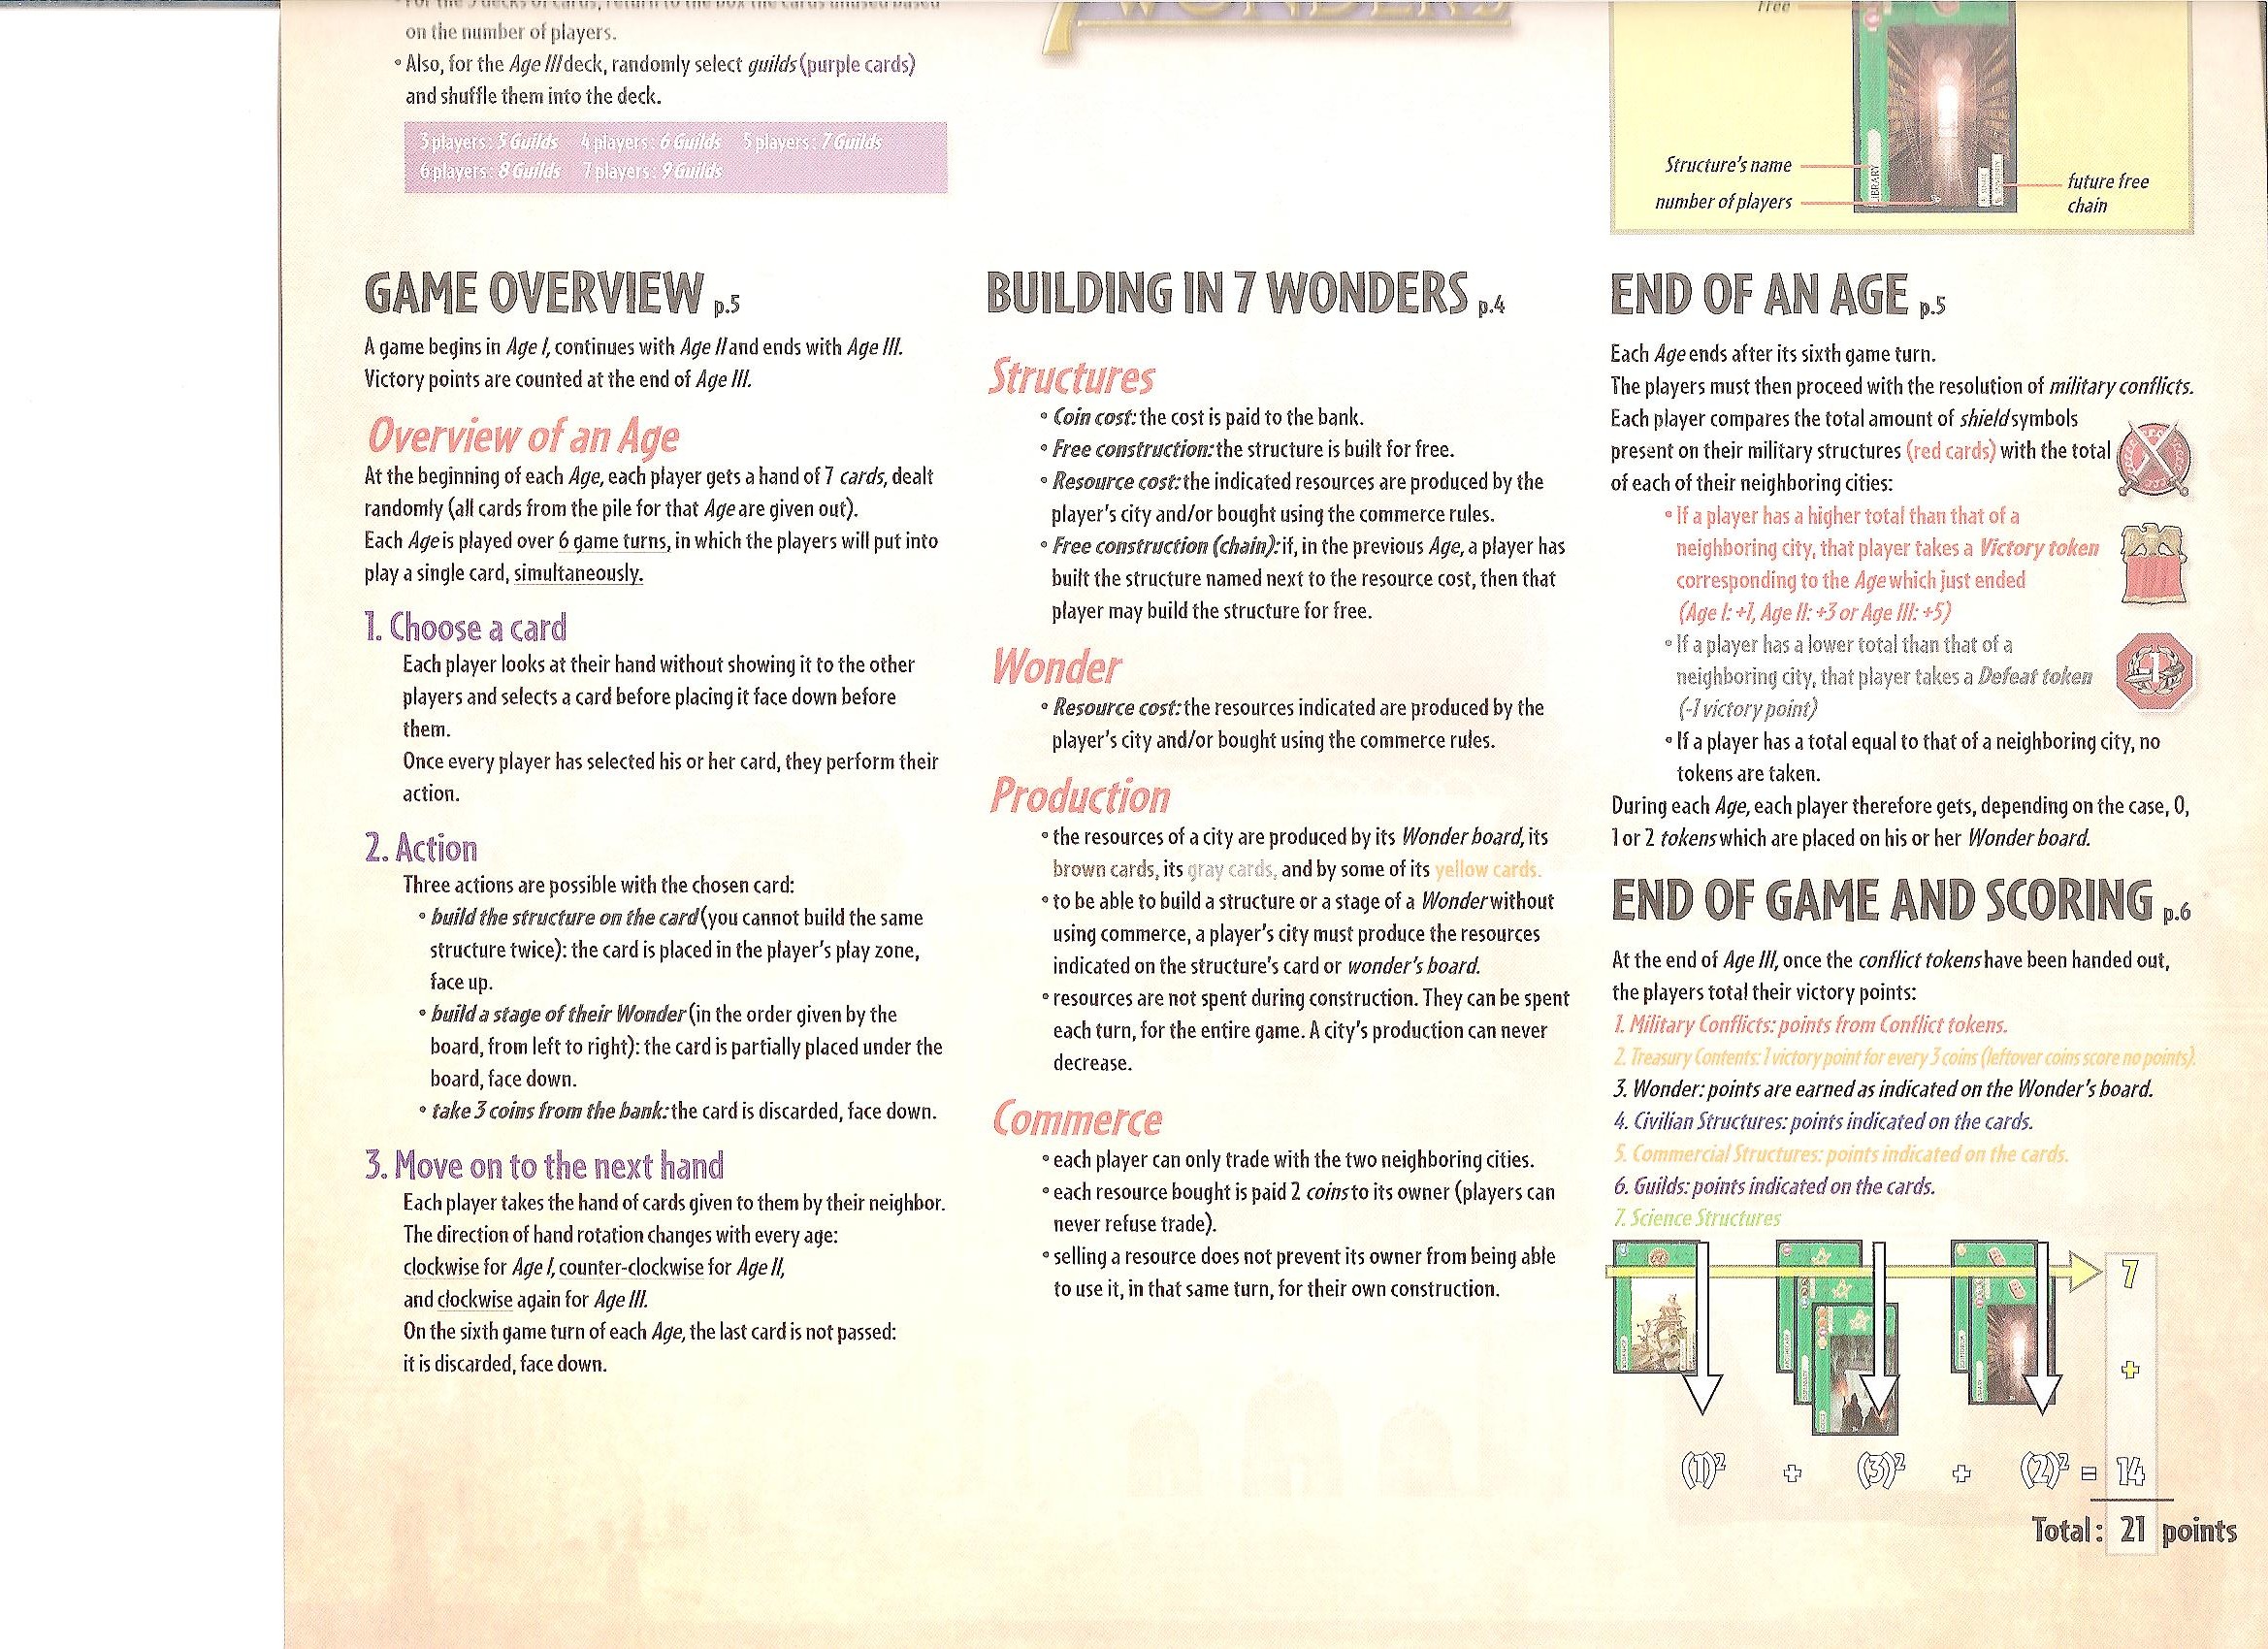 on the number of players.
• Also, for the Age III deck, randomly select guilds (purple cards)
and shuffle them into the deck.
3 players: 5 Guilds 4 players: 6 Guilds 5 players: 7 Guilds
6 players: 8 Guilds 7 players: 9 Guilds
GAME OVERVIEW p.5
A game begins in Age I, continues with Age II and ends with Age III.
Victory points are counted at the end of Age III.
Overview of an Age
At the beginning of each Age, each player gets a hand of 7 cards, dealt
randomly (all cards from the pile for that Age are given out).
Each Age is played over 6 game turns, in which the players will put into
play a single card, simultaneously.
1. Choose a card
Each player looks at their hand without showing it to the other
players and selects a card before placing it face down before
them.
Once every player has selected his or her card, they perform their
action.
2. Action
Three actions are possible with the chosen card:
• build the structure on the card (you cannot build the same
structure twice): the card is placed in the player's play zone,
face up.
• build a stage of their Wonder (in the order given by the
board, from left to right): the card is partially placed under the
board, face down.
• take 3 coins from the bank: the card is discarded, face down.
3. Move on to the next hand
Each player takes the hand of cards given to them by their neighbor.
The direction of hand rotation changes with every age:
clockwise for Age I, counter-clockwise for Age II,
and clockwise again for Age III.
On the sixth game turn of each Age, the last card is not passed:
it is discarded, face down.
WONDERS
BUILDING IN 7 WONDERS p.4
Structures
• Coin cost: the cost is paid to the bank.
• Free construction: the structure is built for free.
• Resource cost: the indicated resources are produced by the
player's city and/or bought using the commerce rules.
• Free construction (chain): if, in the previous Age, a player has
built the structure named next to the resource cost, then that
player may build the structure for free.
Wonder
• Resource cost: the resources indicated are produced by the
player's city and/or bought using the commerce rules.
Production
• the resources of a city are produced by its Wonder board, its
brown cards, its gray cards, and by some of its yellow cards.
• to be able to build a structure or a stage of a Wonder without
using commerce, a player's city must produce the resources
indicated on the structure's card or wonder's board.
• resources are not spent during construction. They can be spent
each turn, for the entire game. A city's production can never
decrease.
Commerce
• each player can only trade with the two neighboring cities.
• each resource bought is paid 2 coins to its owner (players can
never refuse trade).
• selling a resource does not prevent its owner from being able
to use it, in that same turn, for their own construction.
free
Structure's name
number of players
LIBRARY
future free
chain
END OF AN AGE p.5
Each Age ends after its sixth game turn.
The players must then proceed with the resolution of military conflicts.
Each player compares the total amount of shield symbols
present on their military structures (red cards) with the total
of each of their neighboring cities:
• If a player has a higher total than that of a
neighboring city, that player takes a Victory token
corresponding to the Age which just ended
(Age I: +1, Age II: +3 or Age III: +5)
• If a player has a lower total than that of a
neighboring city, that player takes a Defeat token
(-1 victory point)
-1
• If a player has a total equal to that of a neighboring city, no
tokens are taken.
During each Age, each player therefore gets, depending on the case, 0,
1 or 2 tokens which are placed on his or her Wonder board.
END OF GAME AND SCORING p.6
At the end of Age III, once the conflict tokens have been handed out,
the players total their victory points:
1. Military Conflicts: points from Conflict tokens.
2. Treasury Contents: 1 victory point for every 3 coins (leftover coins score no points).
3. Wonder: points are earned as indicated on the Wonder's board.
4. Civilian Structures: points indicated on the cards.
5. Commercial Structures: points indicated on the cards.
6. Guilds: points indicated on the cards.
7. Science Structures
7
+
(1)² + (3)² + (2)² = 14
Total: 21 points